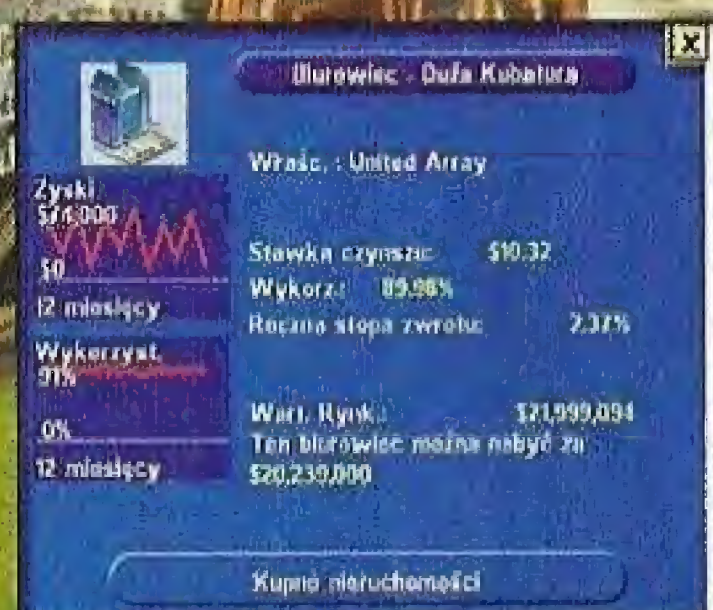 Biurowiec - Duża Kubatura
Właśc. : United Array
Zyski
$0
12 miesięcy
Stawka czynszu: $10.32
Wykorz.: 89.98%
Roczna stopa zwrotu: 2.37%
Wykorzyst.
91%
0%
12 miesięcy
Wart. Rynk.: $21,999,094
Ten biurowiec można nabyć za
$20,239,000
Kupno nieruchomości